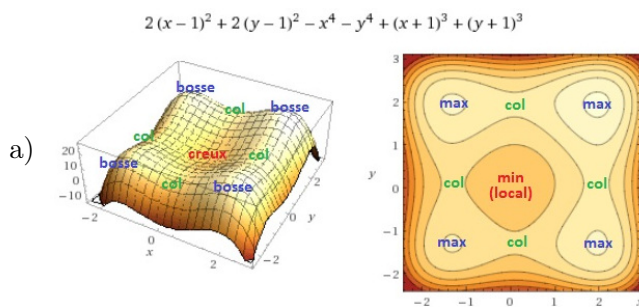 2 (x − 1)² + 2 (y − 1)² − x⁴ − y⁴ + (x + 1)³ + (y + 1)³
a)
bosse
col
bosse
col
creux
col
bosse
col
bosse
20
10
0
−10
−2
0
2
x
−2
0
2
y
3
2
1
0
−1
−2
y
max
col
max
col
min
(local)
col
max
col
max
−2
−1
0
1
2
3
x